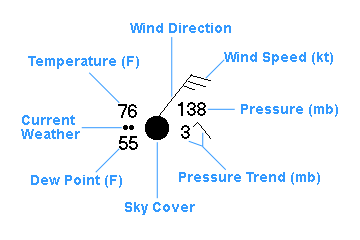 Wind Direction
Wind Speed (kt)
Temperature (F)
76
138
Pressure (mb)
Current
Weather
3
55
Dew Point (F)
Pressure Trend (mb)
Sky Cover